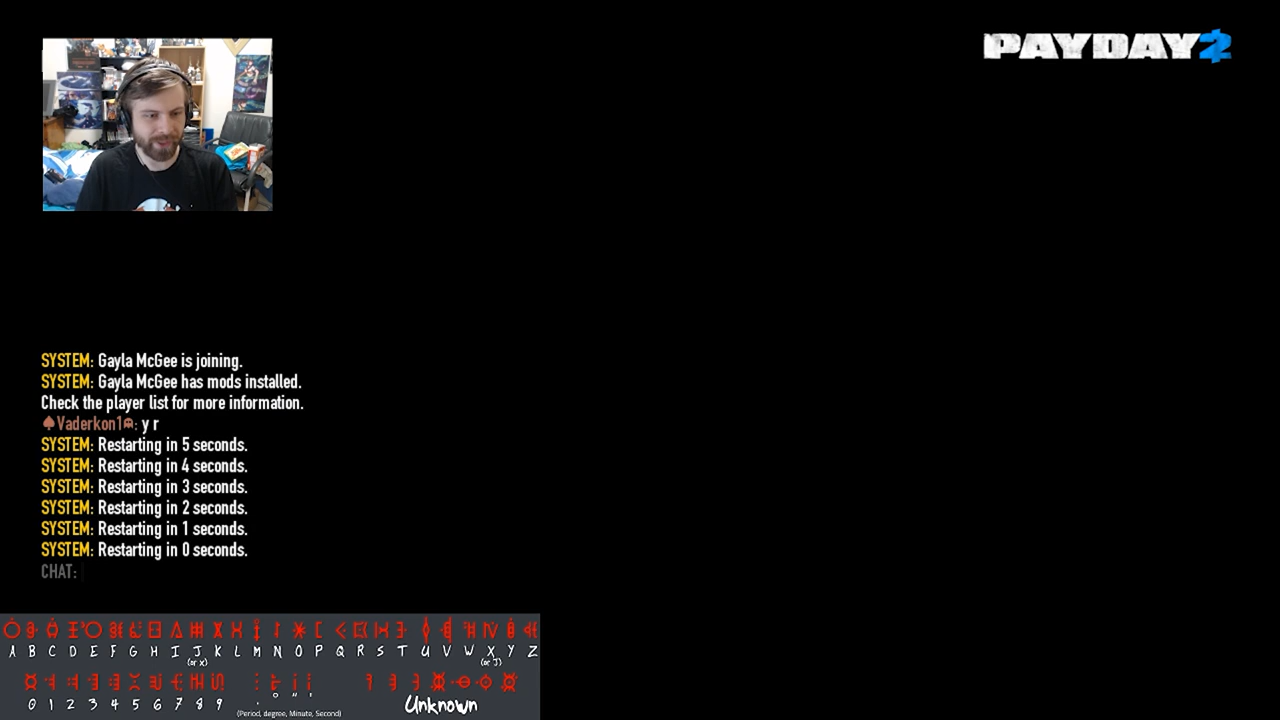 PAYDAY 2
SYSTEM: Gayla McGee is joining.
SYSTEM: Gayla McGee has mods installed.
Check the player list for more information.
Vaderkon1: y r
SYSTEM: Restarting in 5 seconds.
SYSTEM: Restarting in 4 seconds.
SYSTEM: Restarting in 3 seconds.
SYSTEM: Restarting in 2 seconds.
SYSTEM: Restarting in 1 seconds.
SYSTEM: Restarting in 0 seconds.
CHAT:
A B C D E F G H I J K L M N O P Q R S T U V W X Y Z
(or x) (or J)
0 1 2 3 4 5 6 7 8 9 . ° " ' Unknown
(Period, degree, Minute, Second)